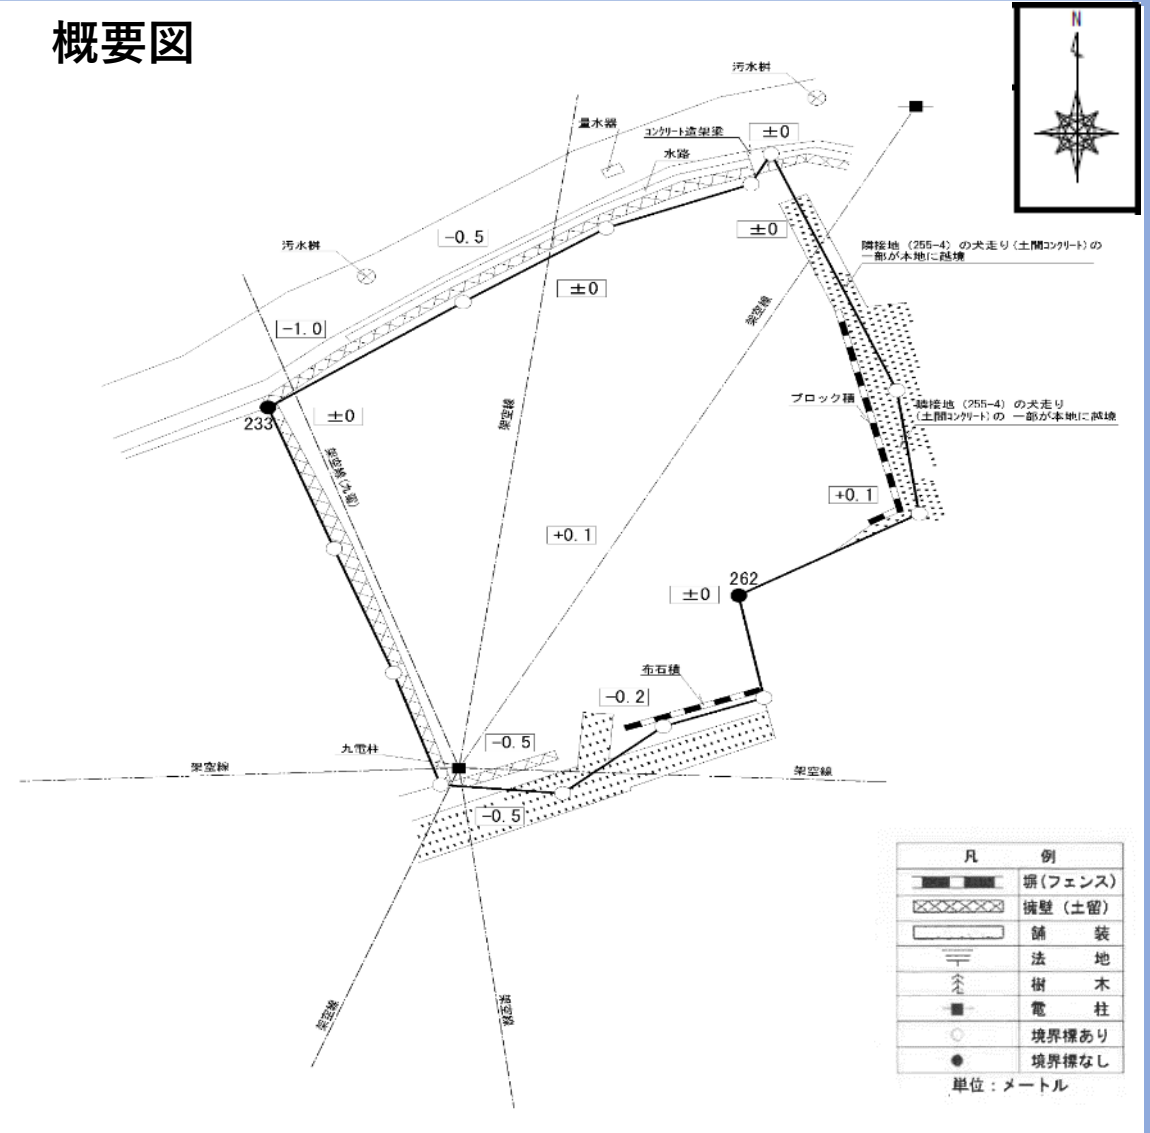 概要図
N
汚水桝
量水器
コンクリート造架梁
±0
水路
-0.5
±0
汚水桝
隣接地(255-4)の犬走り(土間コンクリート)の
一部が本地に越境
±0
-1.0
架空線
±0
233
架空線
ブロック積
隣接地(255-4)の犬走り
(土間コンクリート)の 一部が本地に越境
架空線(九電)
+0.1
+0.1
262
±0
布石積
-0.2
九電柱
-0.5
架空線
架空線
-0.5
架空線
架空線
凡 例
塀(フェンス)
擁壁(土留)
舗 装
法 地
樹 木
電 柱
境界標あり
境界標なし
単位:メートル